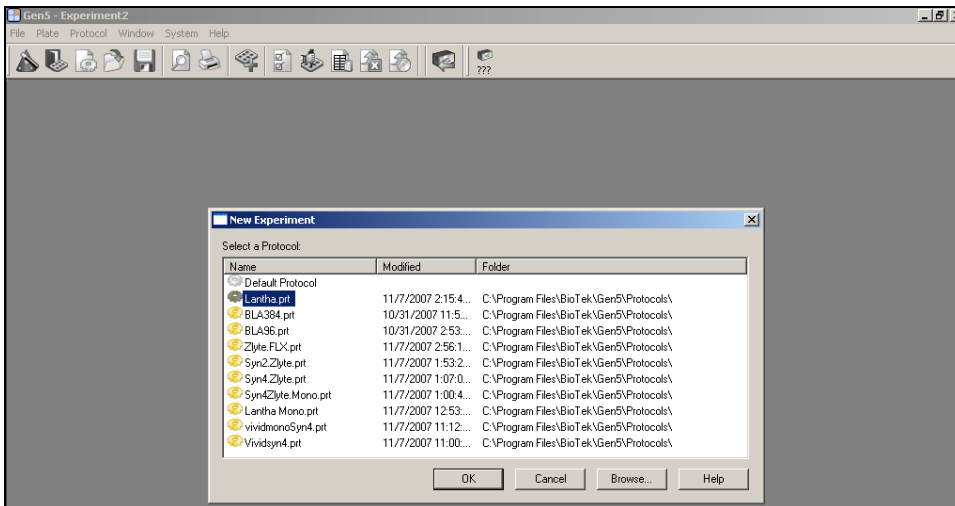 Gen5 - Experiment2
File Plate Protocol Window System Help
???
New Experiment
Select a Protocol:
Name Modified Folder
Default Protocol
Lantha.prt 11/7/2007 2:15:4... C:\Program Files\BioTek\Gen5\Protocols\
BLA384.prt 10/31/2007 11:5... C:\Program Files\BioTek\Gen5\Protocols\
BLA96.prt 10/31/2007 2:53:... C:\Program Files\BioTek\Gen5\Protocols\
Zlyte.FLX.prt 11/7/2007 2:56:1... C:\Program Files\BioTek\Gen5\Protocols\
Syn2.Zlyte.prt 11/7/2007 1:53:2... C:\Program Files\BioTek\Gen5\Protocols\
Syn4.Zlyte.prt 11/7/2007 1:07:0... C:\Program Files\BioTek\Gen5\Protocols\
Syn4Zlyte.Mono.prt 11/7/2007 1:00:4... C:\Program Files\BioTek\Gen5\Protocols\
Lantha Mono.prt 11/7/2007 12:53:... C:\Program Files\BioTek\Gen5\Protocols\
vividmonoSyn4.prt 11/7/2007 11:12:... C:\Program Files\BioTek\Gen5\Protocols\
Vividsyn4.prt 11/7/2007 11:00:... C:\Program Files\BioTek\Gen5\Protocols\
OK Cancel Browse... Help